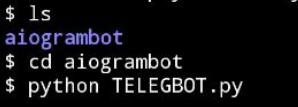 $ ls
aiogrambot
$ cd aiogrambot
$ python TELEGBOT.py